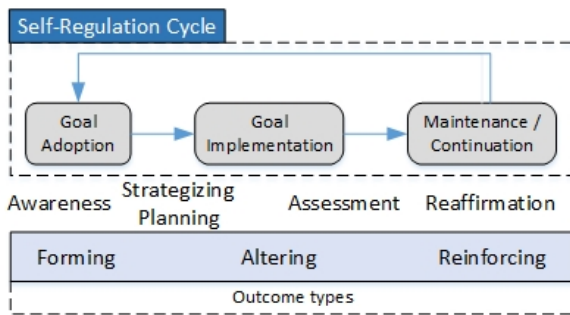 Self-Regulation Cycle
Goal
Adoption
Goal
Implementation
Maintenance /
Continuation
Awareness
Strategizing
Planning
Assessment
Reaffirmation
Forming
Altering
Reinforcing
Outcome types